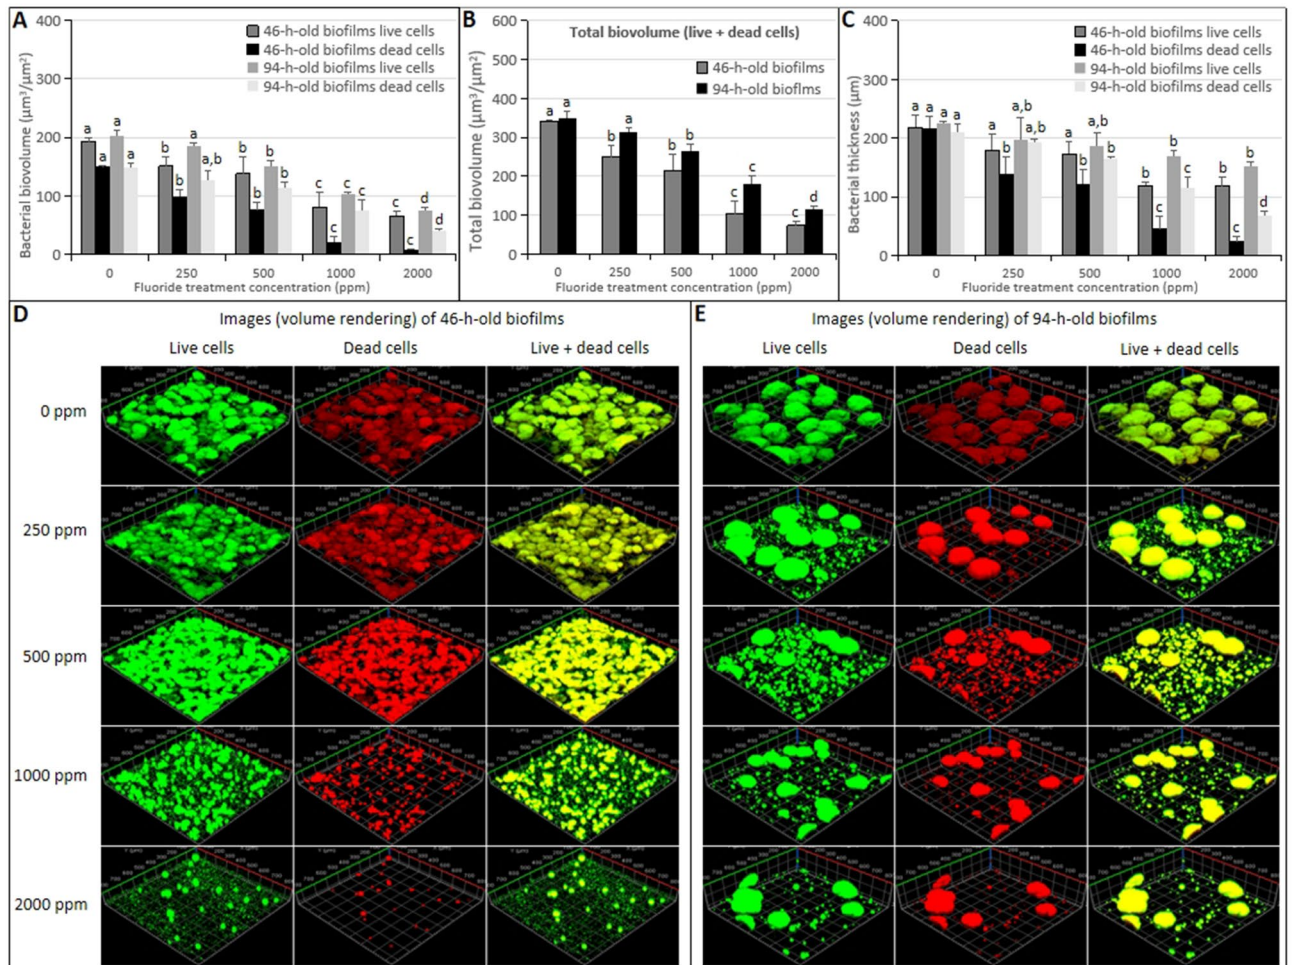 A
400
300
200
100
0
Bacterial biovolume (µm³/µm²)
46-h-old biofilms live cells
46-h-old biofilms dead cells
94-h-old biofilms live cells
94-h-old biofilms dead cells
a a a a
b b a a,b
b b b b
c c c c
c c d d
0 250 500 1000 2000
Fluoride treatment concentration (ppm)
B
600
500
400
300
200
100
0
Total biovolume (µm³/µm²)
Total biovolume (live + dead cells)
46-h-old biofilms
94-h-old bioflms
a a
b a
b b
c c
c d
0 250 500 1000 2000
Fluoride treatment concentration (ppm)
C
400
300
200
100
0
Bacterial thickness (µm)
46-h-old biofilms live cells
46-h-old biofilms dead cells
94-h-old biofilms live cells
94-h-old biofilms dead cells
a a a a
a b a,b a,b
a b a,b b
b c b c
b c b d
0 250 500 1000 2000
Fluoride treatment concentration (ppm)
D
Images (volume rendering) of 46-h-old biofilms
Live cells Dead cells Live + dead cells
E
Images (volume rendering) of 94-h-old biofilms
Live cells Dead cells Live + dead cells
0 ppm
250 ppm
500 ppm
1000 ppm
2000 ppm